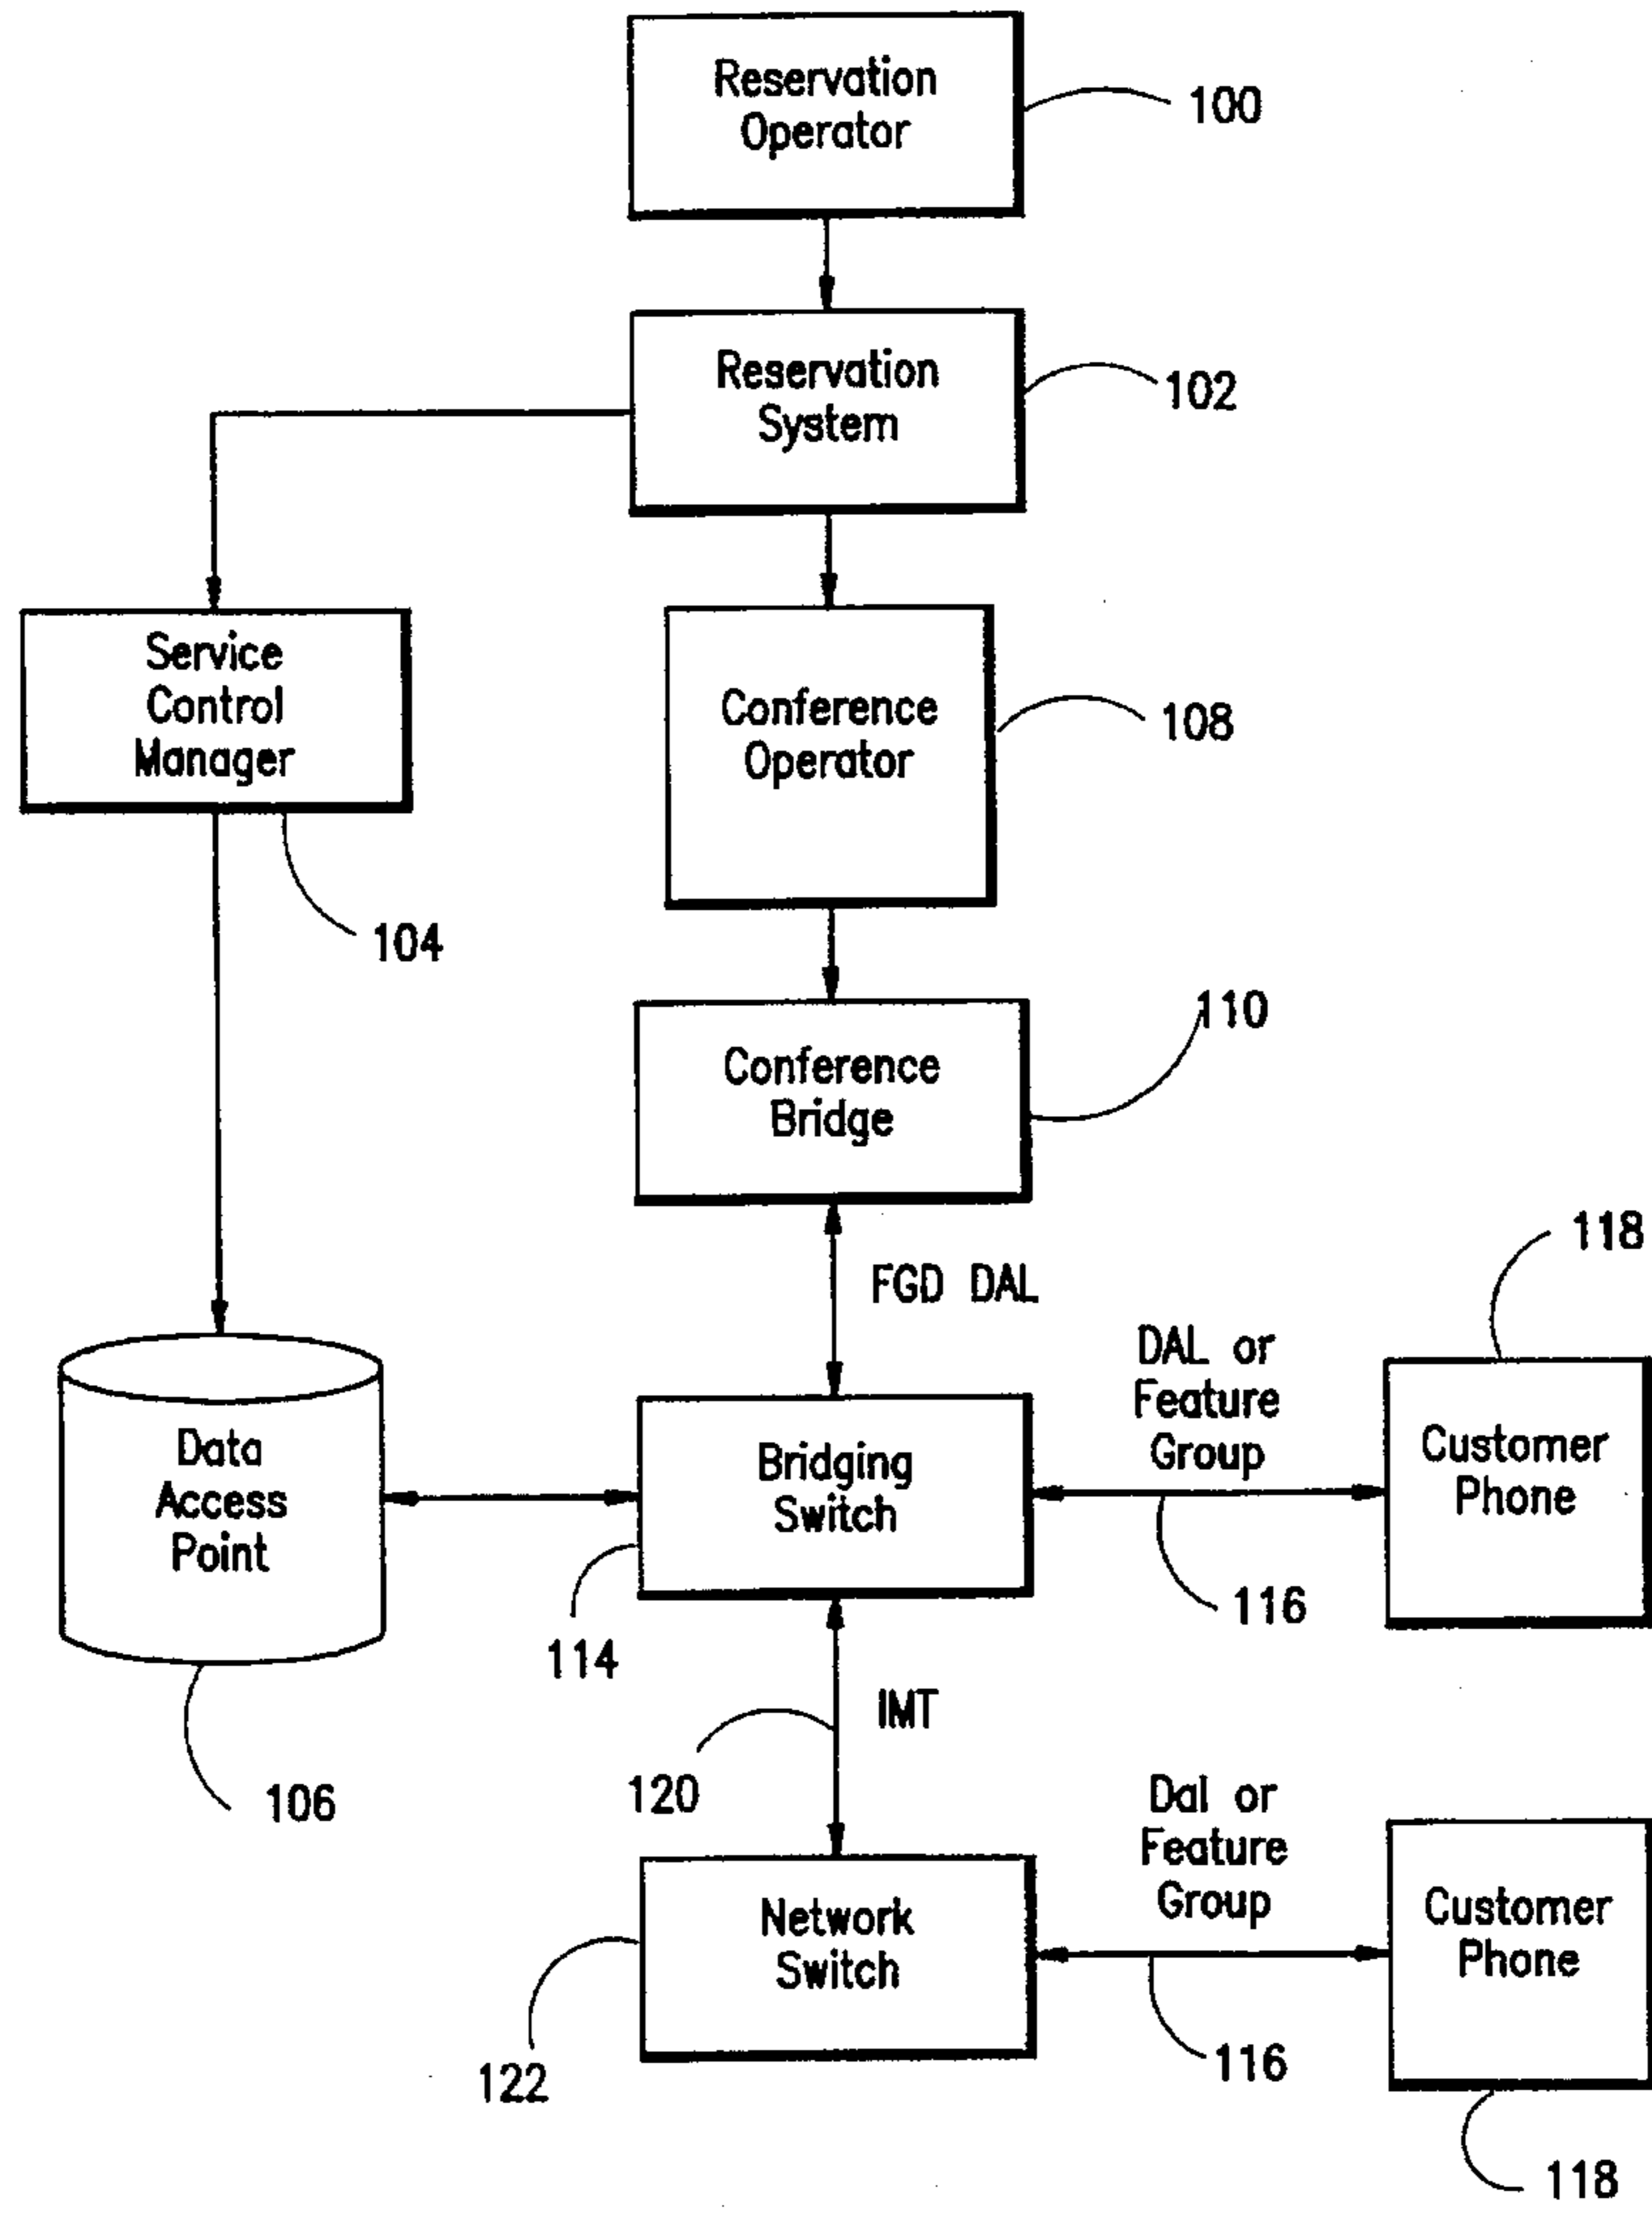 Reservation
Operator
100
Reservation
System
102
Service
Control
Manager
104
Conference
Operator
108
Conference
Bridge
110
FGD DAL
118
DAL or
Feature
Group
Customer
Phone
Data
Access
Point
Bridging
Switch
116
114
106
IMT
120
Dal or
Feature
Group
Customer
Phone
Network
Switch
122
116
118